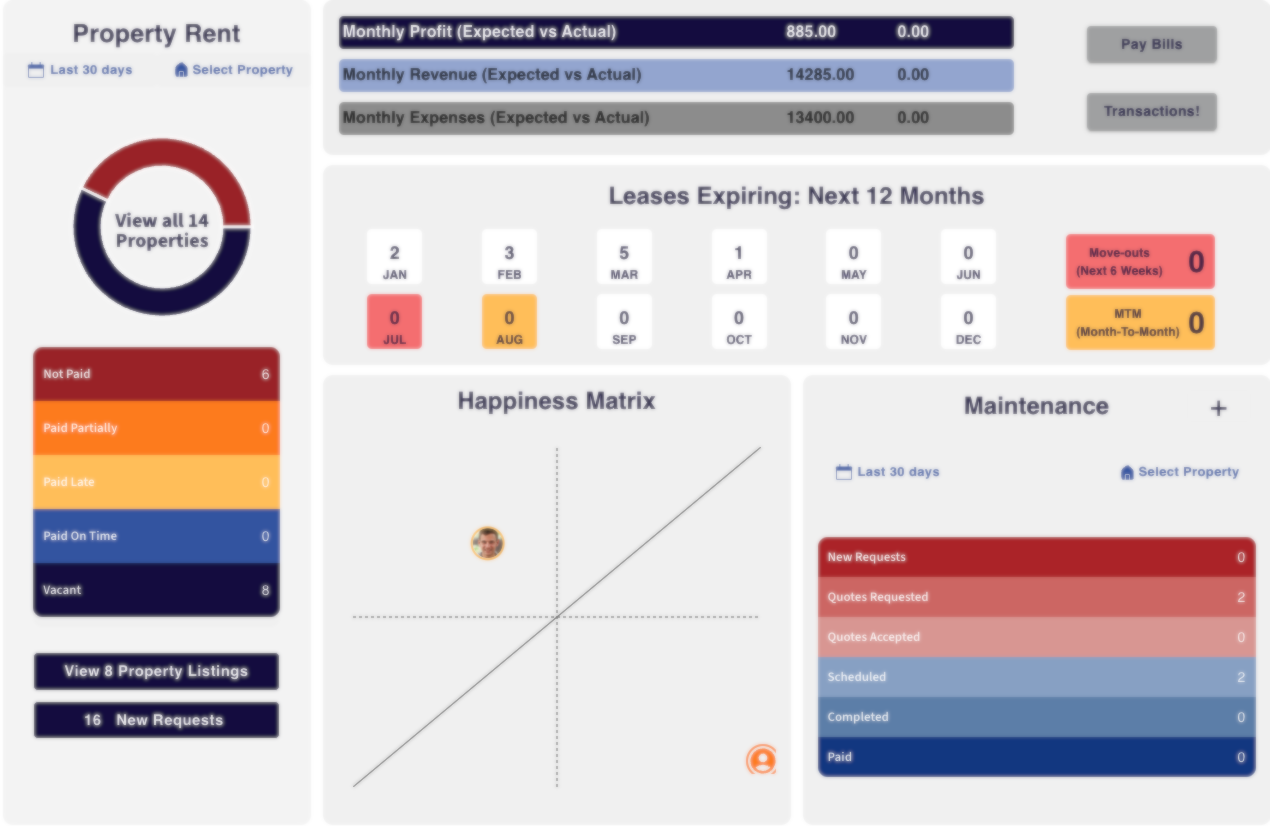 Property Rent
Last 30 days Select Property
View all 14
Properties
Not Paid 6
Paid Partially 0
Paid Late 0
Paid On Time 0
Vacant 8
View 8 Property Listings
16 New Requests
Monthly Profit (Expected vs Actual) 885.00 0.00
Monthly Revenue (Expected vs Actual) 14285.00 0.00
Monthly Expenses (Expected vs Actual) 13400.00 0.00
Pay Bills
Transactions!
Leases Expiring: Next 12 Months
2 3 5 1 0 0
JAN FEB MAR APR MAY JUN
0 0 0 0 0 0
JUL AUG SEP OCT NOV DEC
Move-outs
(Next 6 Weeks) 0
MTM
(Month-To-Month) 0
Happiness Matrix
Maintenance +
Last 30 days Select Property
New Requests 0
Quotes Requested 2
Quotes Accepted 0
Scheduled 2
Completed 0
Paid 0